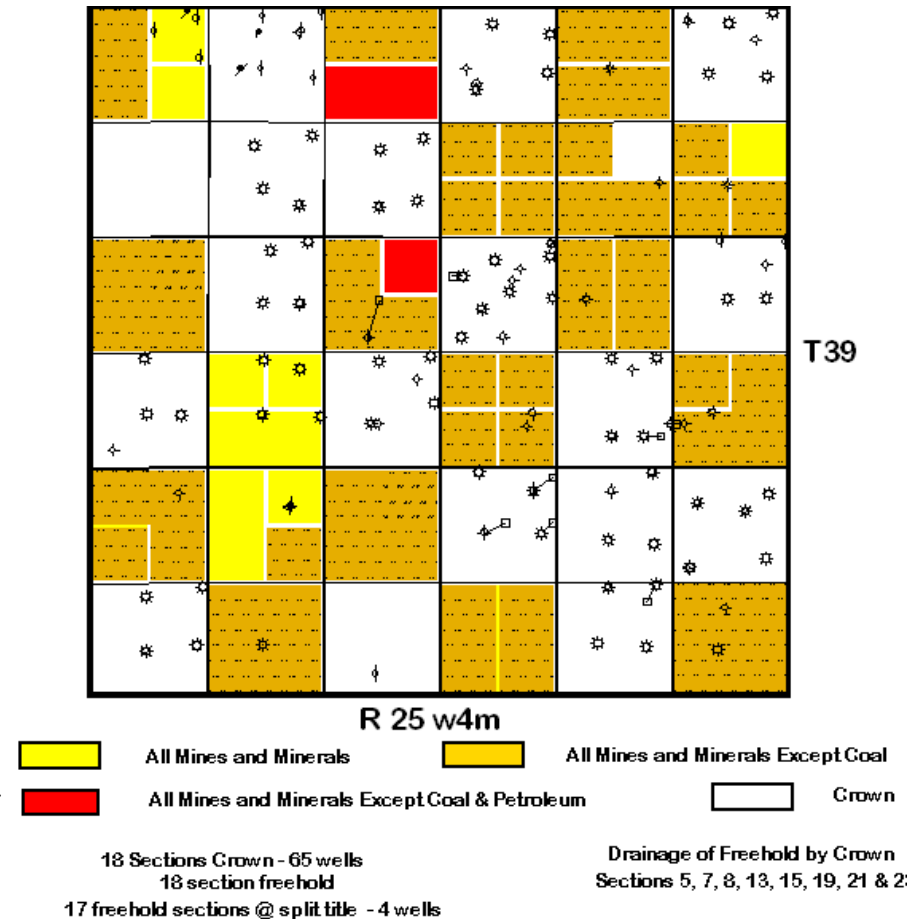 T39
R 25 w4m
All Mines and Minerals
All Mines and Minerals Except Coal
All Mines and Minerals Except Coal & Petroleum
Crown
18 Sections Crown - 65 wells
18 section freehold
17 freehold sections @ split title - 4 wells
Drainage of Freehold by Crown
Sections 5, 7, 8, 13, 15, 19, 21 &